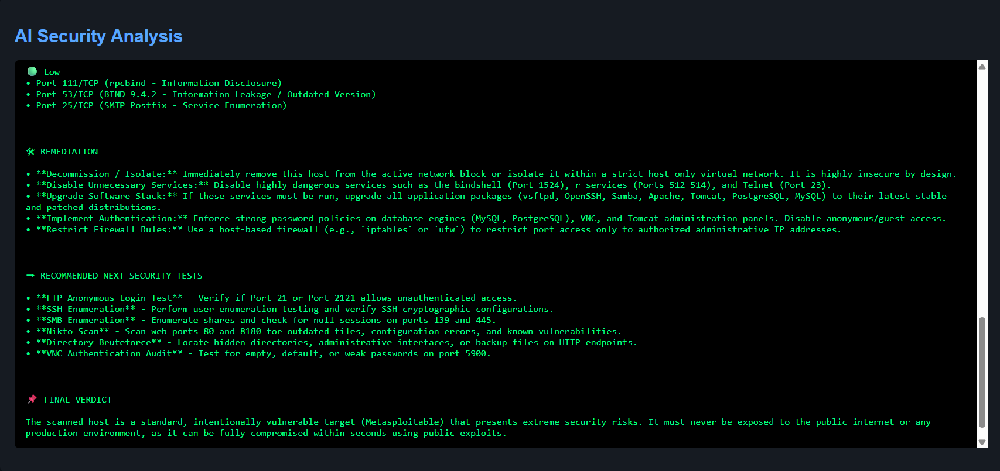 AI Security Analysis
🟢 Low
• Port 111/TCP (rpcbind - Information Disclosure)
• Port 53/TCP (BIND 9.4.2 - Information Leakage / Outdated Version)
• Port 25/TCP (SMTP Postfix - Service Enumeration)
--------------------------------------------------
🛠 REMEDIATION
• **Decommission / Isolate:** Immediately remove this host from the active network block or isolate it within a strict host-only virtual network. It is highly insecure by design.
• **Disable Unnecessary Services:** Disable highly dangerous services such as the bindshell (Port 1524), r-services (Ports 512-514), and Telnet (Port 23).
• **Upgrade Software Stack:** If these services must be run, upgrade all application packages (vsftpd, OpenSSH, Samba, Apache, Tomcat, PostgreSQL, MySQL) to their latest stable
and patched distributions.
• **Implement Authentication:** Enforce strong password policies on database engines (MySQL, PostgreSQL), VNC, and Tomcat administration panels. Disable anonymous/guest access.
• **Restrict Firewall Rules:** Use a host-based firewall (e.g., `iptables` or `ufw`) to restrict port access only to authorized administrative IP addresses.
--------------------------------------------------
➡ RECOMMENDED NEXT SECURITY TESTS
• **FTP Anonymous Login Test** - Verify if Port 21 or Port 2121 allows unauthenticated access.
• **SSH Enumeration** - Perform user enumeration testing and verify SSH cryptographic configurations.
• **SMB Enumeration** - Enumerate shares and check for null sessions on ports 139 and 445.
• **Nikto Scan** - Scan web ports 80 and 8180 for outdated files, configuration errors, and known vulnerabilities.
• **Directory Bruteforce** - Locate hidden directories, administrative interfaces, or backup files on HTTP endpoints.
• **VNC Authentication Audit** - Test for empty, default, or weak passwords on port 5900.
--------------------------------------------------
📌 FINAL VERDICT
The scanned host is a standard, intentionally vulnerable target (Metasploitable) that presents extreme security risks. It must never be exposed to the public internet or any
production environment, as it can be fully compromised within seconds using public exploits.